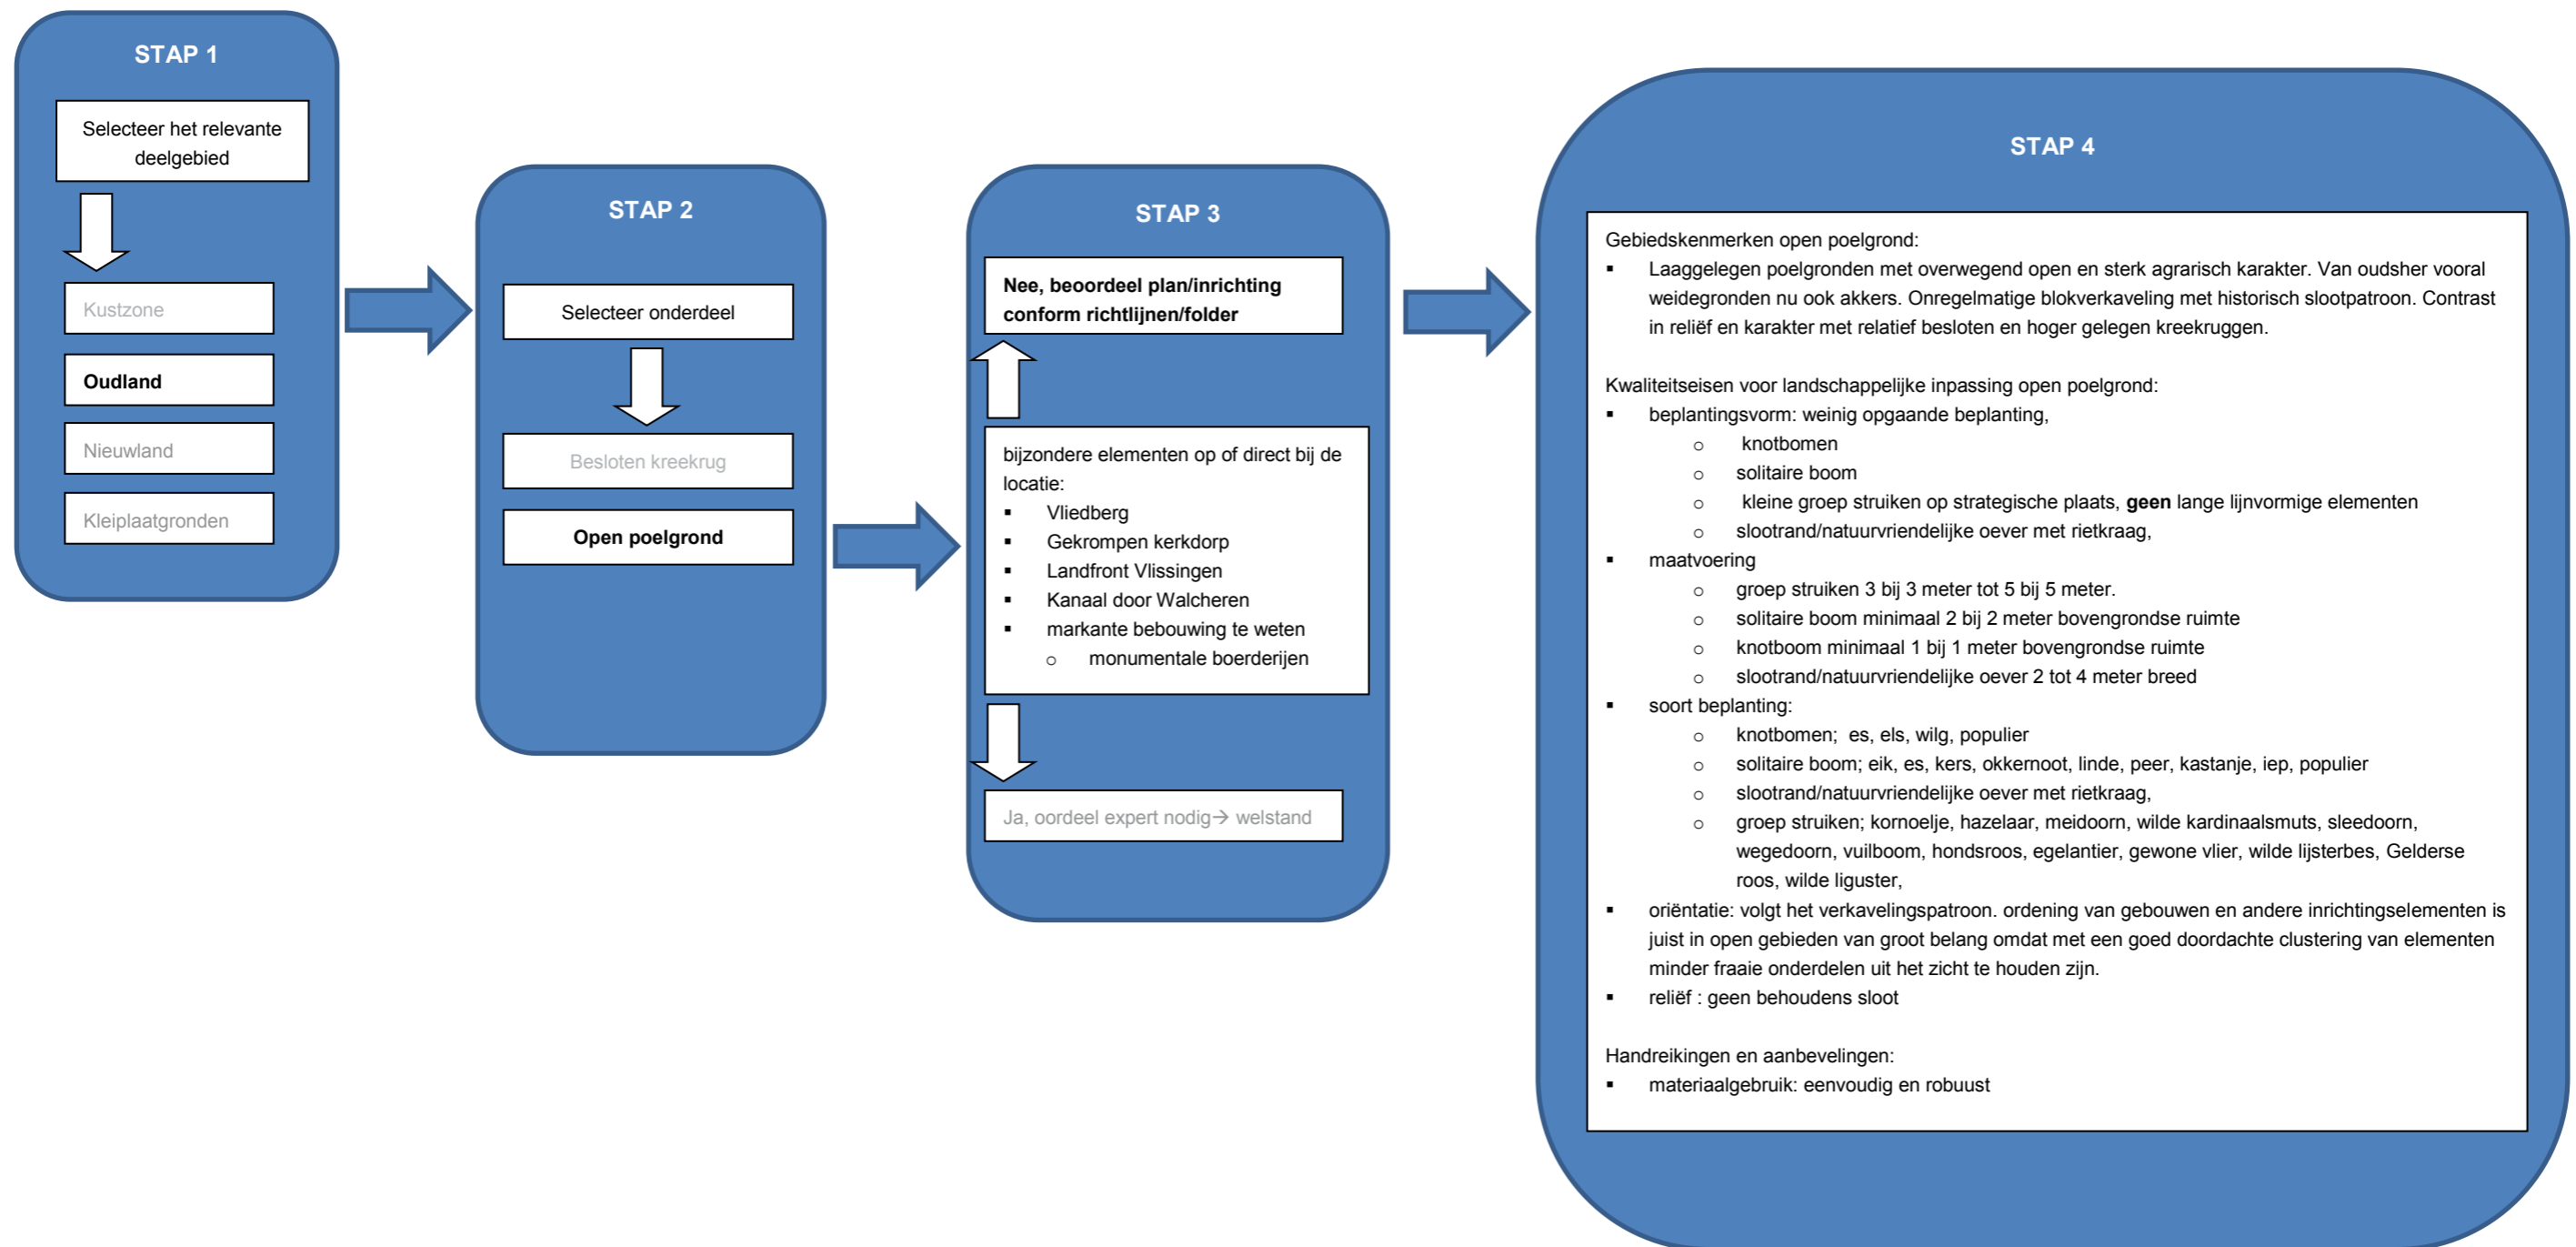 STAP 1
Selecteer het relevante
deelgebied
Kustzone
Oudland
Nieuwland
Kleiplaatgronden
STAP 2
Selecteer onderdeel
Besloten kreekrug
Open poelgrond
STAP 3
Nee, beoordeel plan/inrichting
conform richtlijnen/folder
bijzondere elementen op of direct bij de
locatie:
▪ Vliedberg
▪ Gekrompen kerkdorp
▪ Landfront Vlissingen
▪ Kanaal door Walcheren
▪ markante bebouwing te weten
o monumentale boerderijen
Ja, oordeel expert nodig→ welstand
STAP 4
Gebiedskenmerken open poelgrond:
▪ Laaggelegen poelgronden met overwegend open en sterk agrarisch karakter. Van oudsher vooral
weidegronden nu ook akkers. Onregelmatige blokverkaveling met historisch slootpatroon. Contrast
in reliëf en karakter met relatief besloten en hoger gelegen kreekruggen.
Kwaliteitseisen voor landschappelijke inpassing open poelgrond:
▪ beplantingsvorm: weinig opgaande beplanting,
o knotbomen
o solitaire boom
o kleine groep struiken op strategische plaats, geen lange lijnvormige elementen
o slootrand/natuurvriendelijke oever met rietkraag,
▪ maatvoering
o groep struiken 3 bij 3 meter tot 5 bij 5 meter.
o solitaire boom minimaal 2 bij 2 meter bovengrondse ruimte
o knotboom minimaal 1 bij 1 meter bovengrondse ruimte
o slootrand/natuurvriendelijke oever 2 tot 4 meter breed
▪ soort beplanting:
o knotbomen; es, els, wilg, populier
o solitaire boom; eik, es, kers, okkernoot, linde, peer, kastanje, iep, populier
o slootrand/natuurvriendelijke oever met rietkraag,
o groep struiken; kornoelje, hazelaar, meidoorn, wilde kardinaalsmuts, sleedoorn,
wegedoorn, vuilboom, hondsroos, egelantier, gewone vlier, wilde lijsterbes, Gelderse
roos, wilde liguster,
▪ oriëntatie: volgt het verkavelingspatroon. ordening van gebouwen en andere inrichtingselementen is
juist in open gebieden van groot belang omdat met een goed doordachte clustering van elementen
minder fraaie onderdelen uit het zicht te houden zijn.
▪ reliëf : geen behoudens sloot
Handreikingen en aanbevelingen:
▪ materiaalgebruik: eenvoudig en robuust